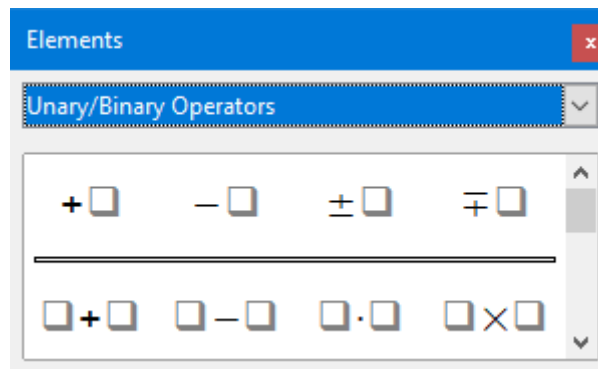 Elements
x
Unary/Binary Operators
+❑ −❑ ±❑ ∓❑
❑+❑ ❑−❑ ❑·❑ ❑×❑